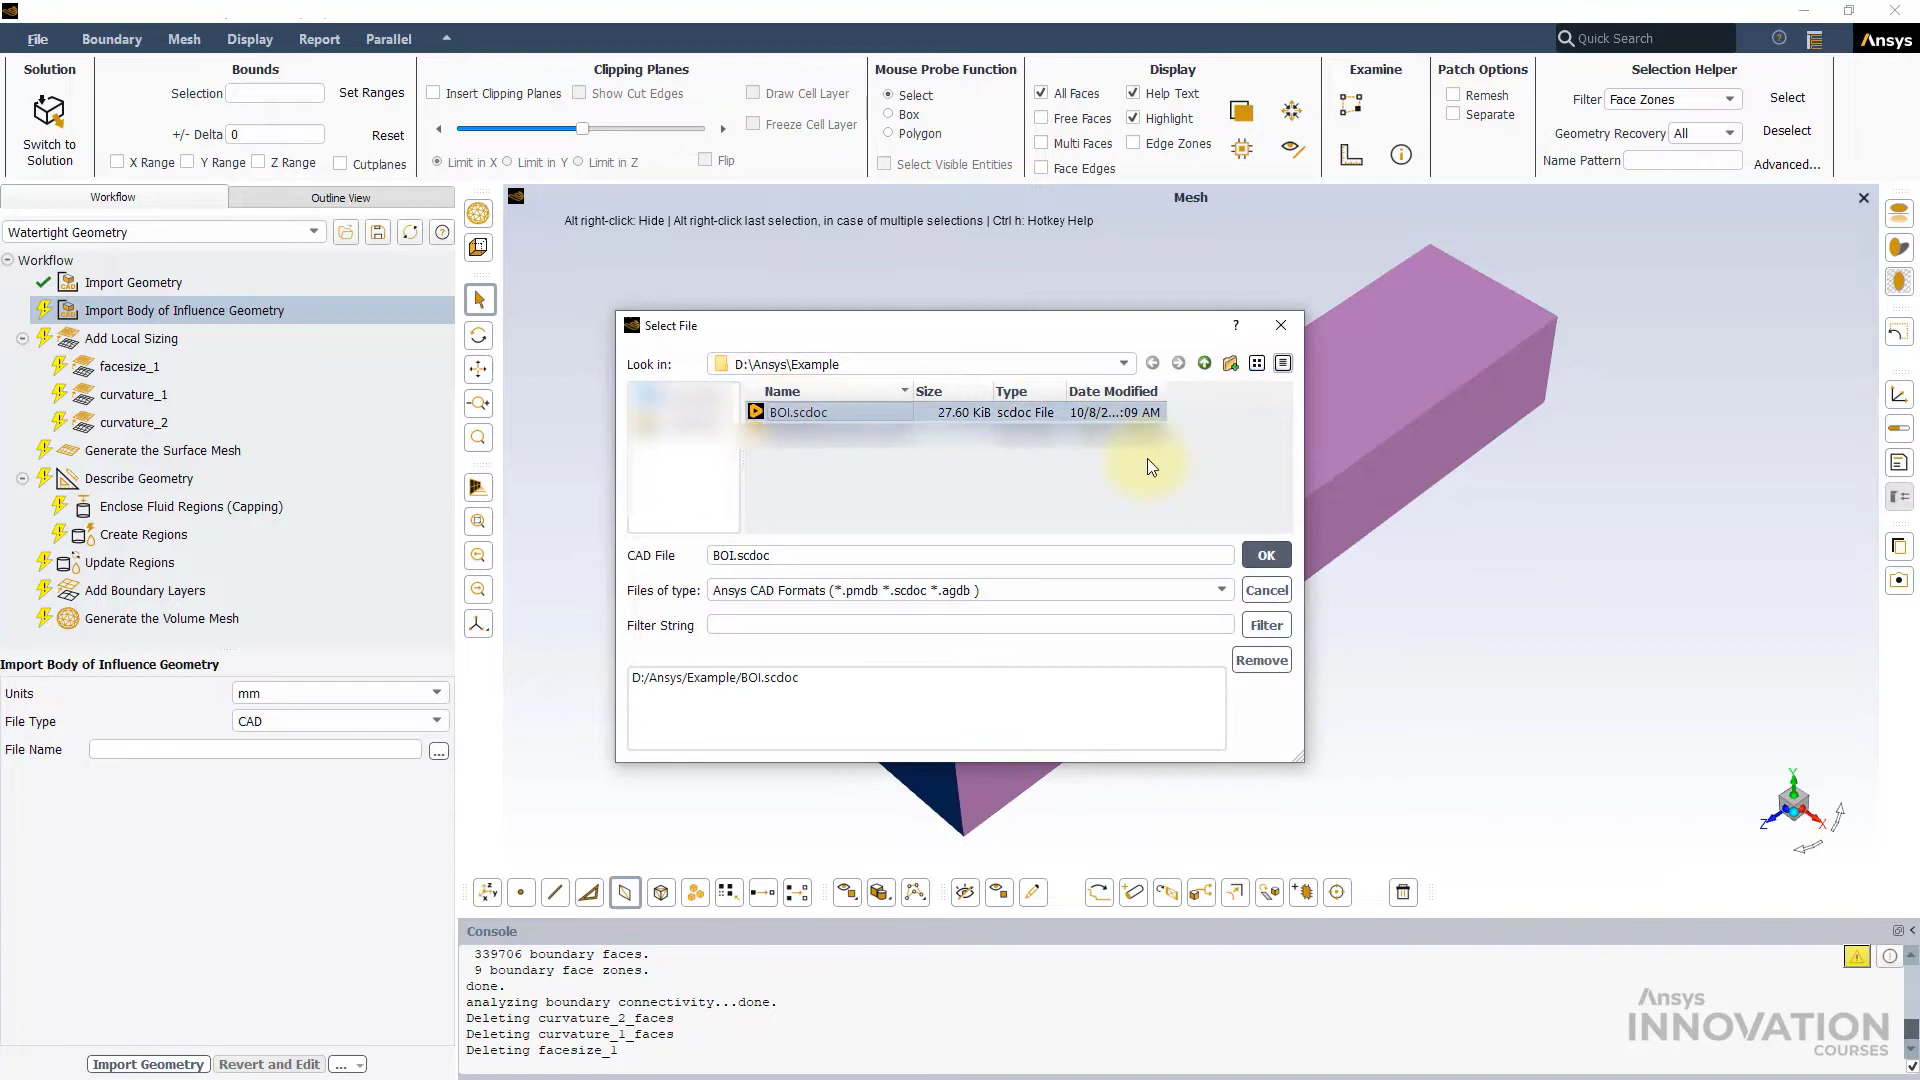 File
Boundary
Mesh
Display
Report
Parallel
Quick Search
Ansys
Solution
Switch to
Solution
Bounds
Selection
Set Ranges
+/- Delta 0
Reset
X Range
Y Range
Z Range
Cutplanes
Clipping Planes
Insert Clipping Planes
Show Cut Edges
Draw Cell Layer
Freeze Cell Layer
Limit in X
Limit in Y
Limit in Z
Flip
Mouse Probe Function
Select
Box
Polygon
Select Visible Entities
Display
All Faces
Help Text
Free Faces
Highlight
Multi Faces
Edge Zones
Face Edges
Examine
Patch Options
Remesh
Separate
Selection Helper
Filter Face Zones
Select
Geometry Recovery All
Deselect
Name Pattern
Advanced...
Workflow
Outline View
Watertight Geometry
Workflow
Import Geometry
Import Body of Influence Geometry
Add Local Sizing
facesize_1
curvature_1
curvature_2
Generate the Surface Mesh
Describe Geometry
Enclose Fluid Regions (Capping)
Create Regions
Update Regions
Add Boundary Layers
Generate the Volume Mesh
Import Body of Influence Geometry
Units mm
File Type CAD
File Name ...
Import Geometry
Revert and Edit
...
Mesh
Alt right-click: Hide | Alt right-click last selection, in case of multiple selections | Ctrl h: Hotkey Help
Select File
?
Look in: D:\Ansys\Example
Name Size Type Date Modified
BOI.scdoc 27.60 KiB scdoc File 10/8/2...:09 AM
CAD File BOI.scdoc OK
Files of type: Ansys CAD Formats (*.pmdb *.scdoc *.agdb ) Cancel
Filter String Filter
Remove
D:/Ansys/Example/BOI.scdoc
Y
Z
X
Console
339706 boundary faces.
9 boundary face zones.
done.
analyzing boundary connectivity...done.
Deleting curvature_2_faces
Deleting curvature_1_faces
Deleting facesize_1
Ansys
INNOVATION
COURSES